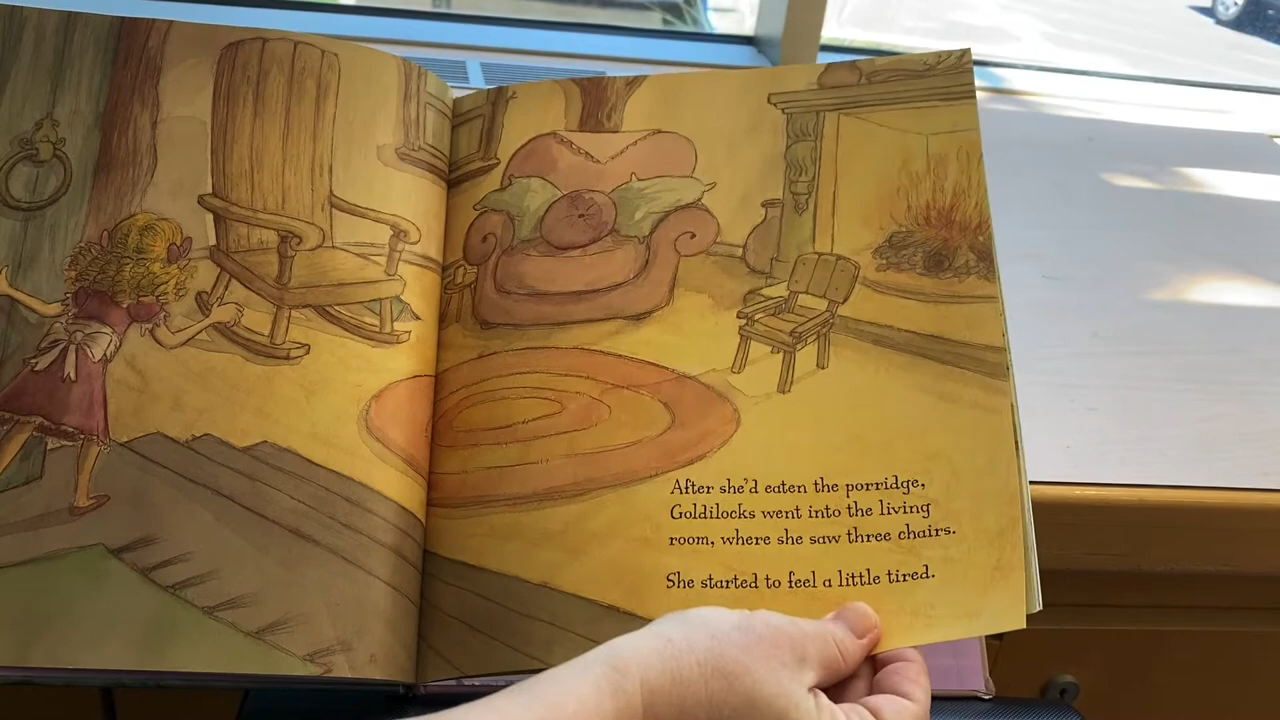 After she'd eaten the porridge,
Goldilocks went into the living
room, where she saw three chairs.
She started to feel a little tired.